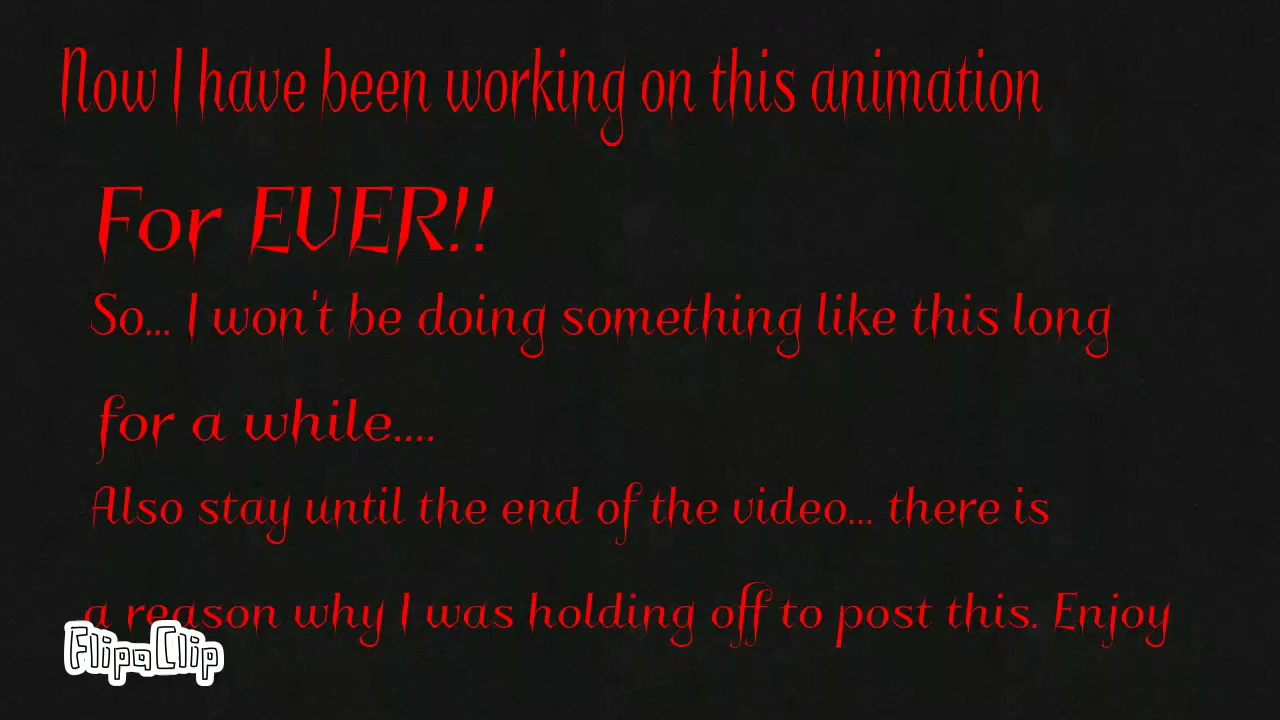 Now I have been working on this animation
For EVER!!
So... I won't be doing something like this long
for a while....
Also stay until the end of the video... there is
a reason why I was holding off to post this. Enjoy
FlipaClip